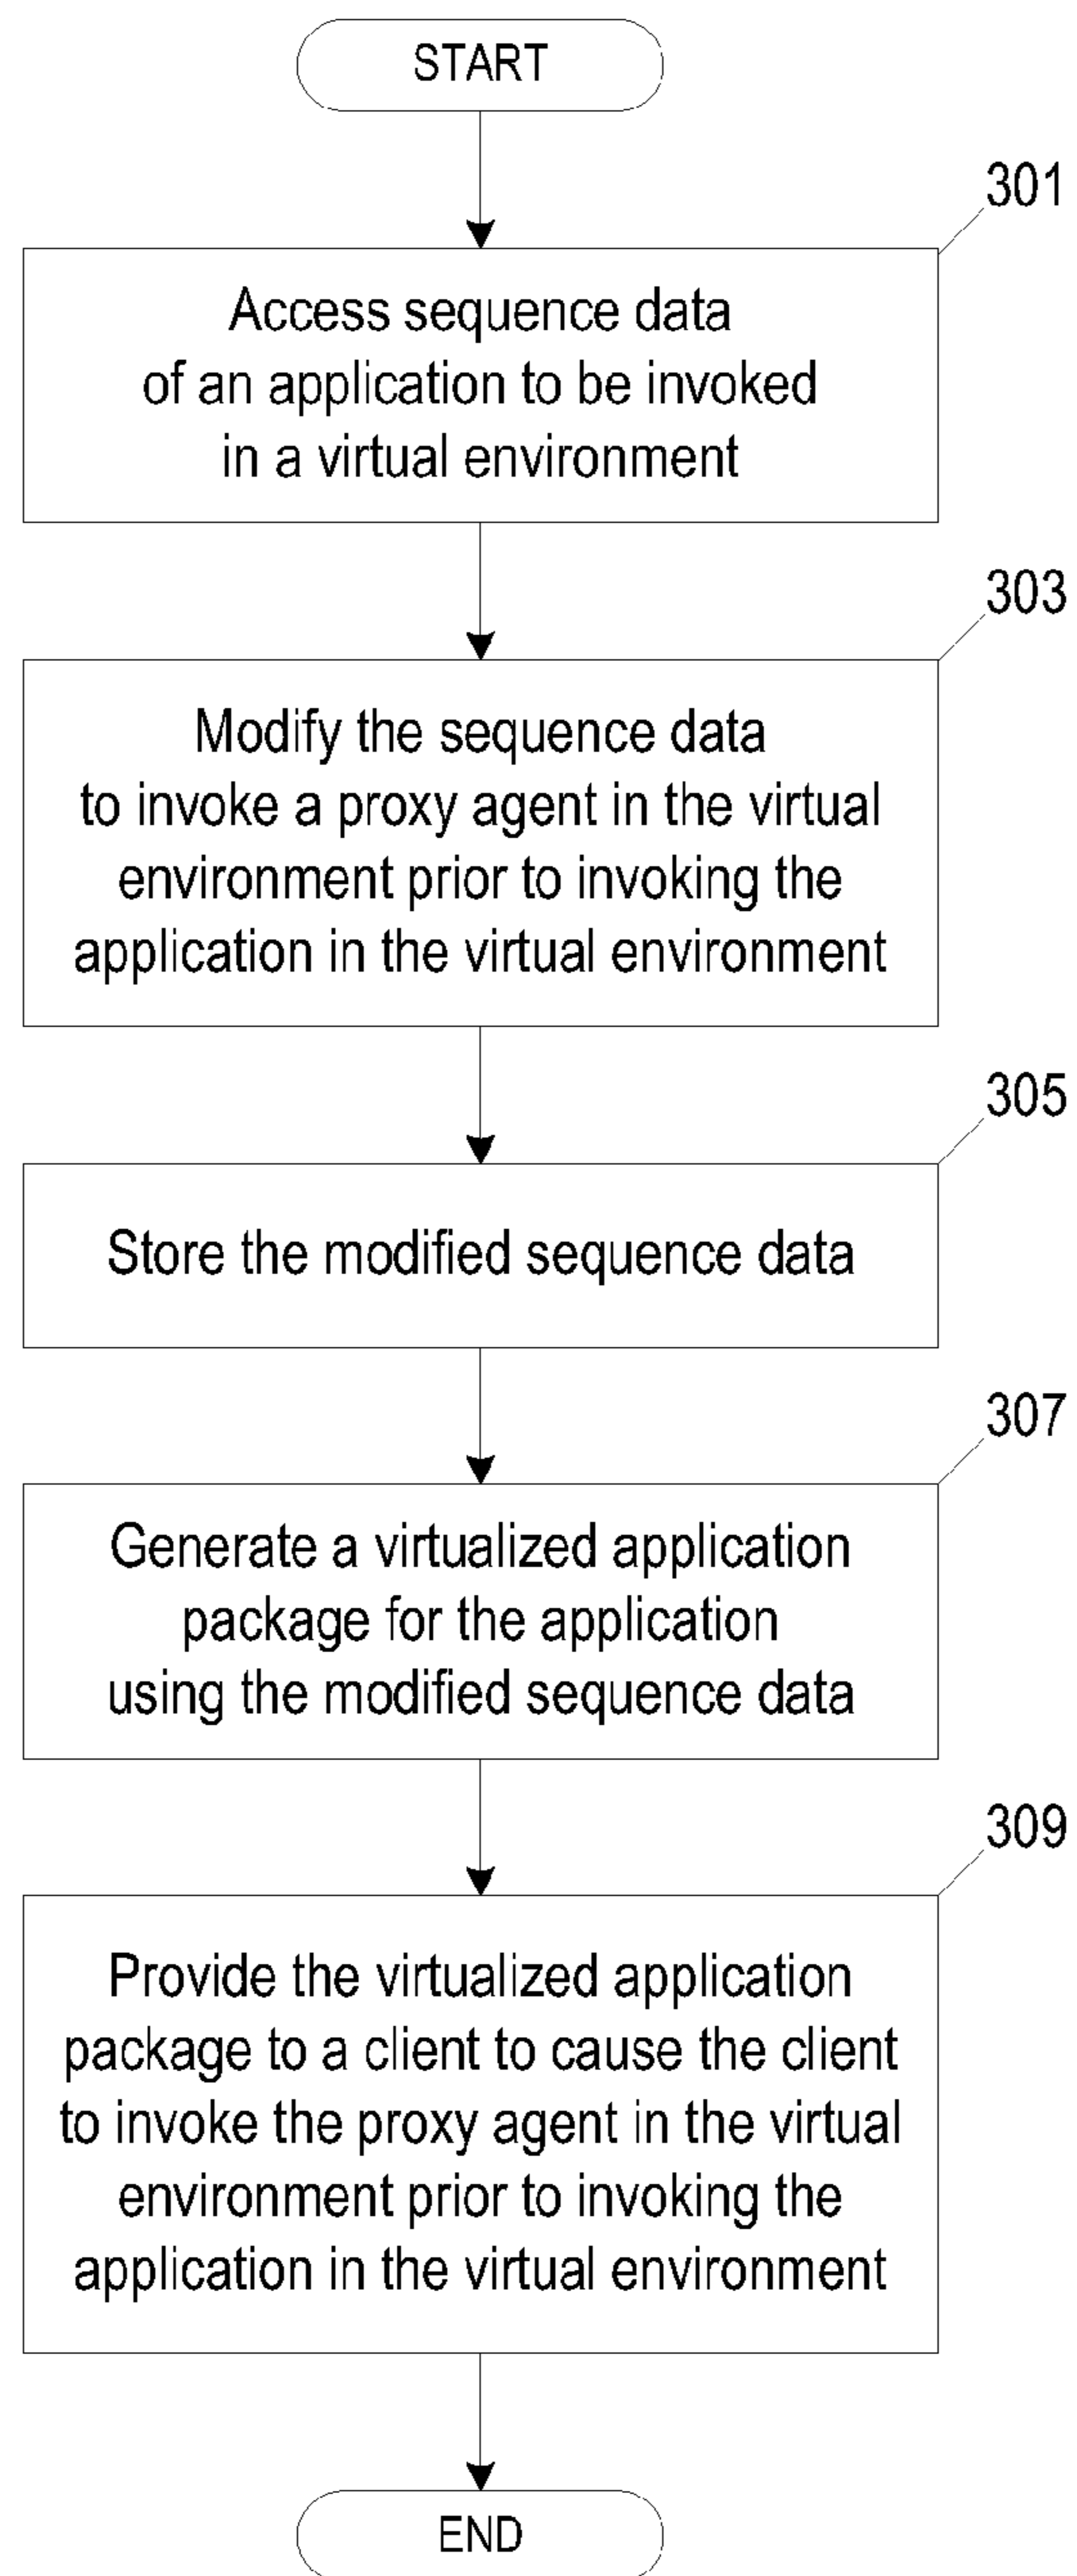 START
301
Access sequence data
of an application to be invoked
in a virtual environment
303
Modify the sequence data
to invoke a proxy agent in the virtual
environment prior to invoking the
application in the virtual environment
305
Store the modified sequence data
307
Generate a virtualized application
package for the application
using the modified sequence data
309
Provide the virtualized application
package to a client to cause the client
to invoke the proxy agent in the virtual
environment prior to invoking the
application in the virtual environment
END